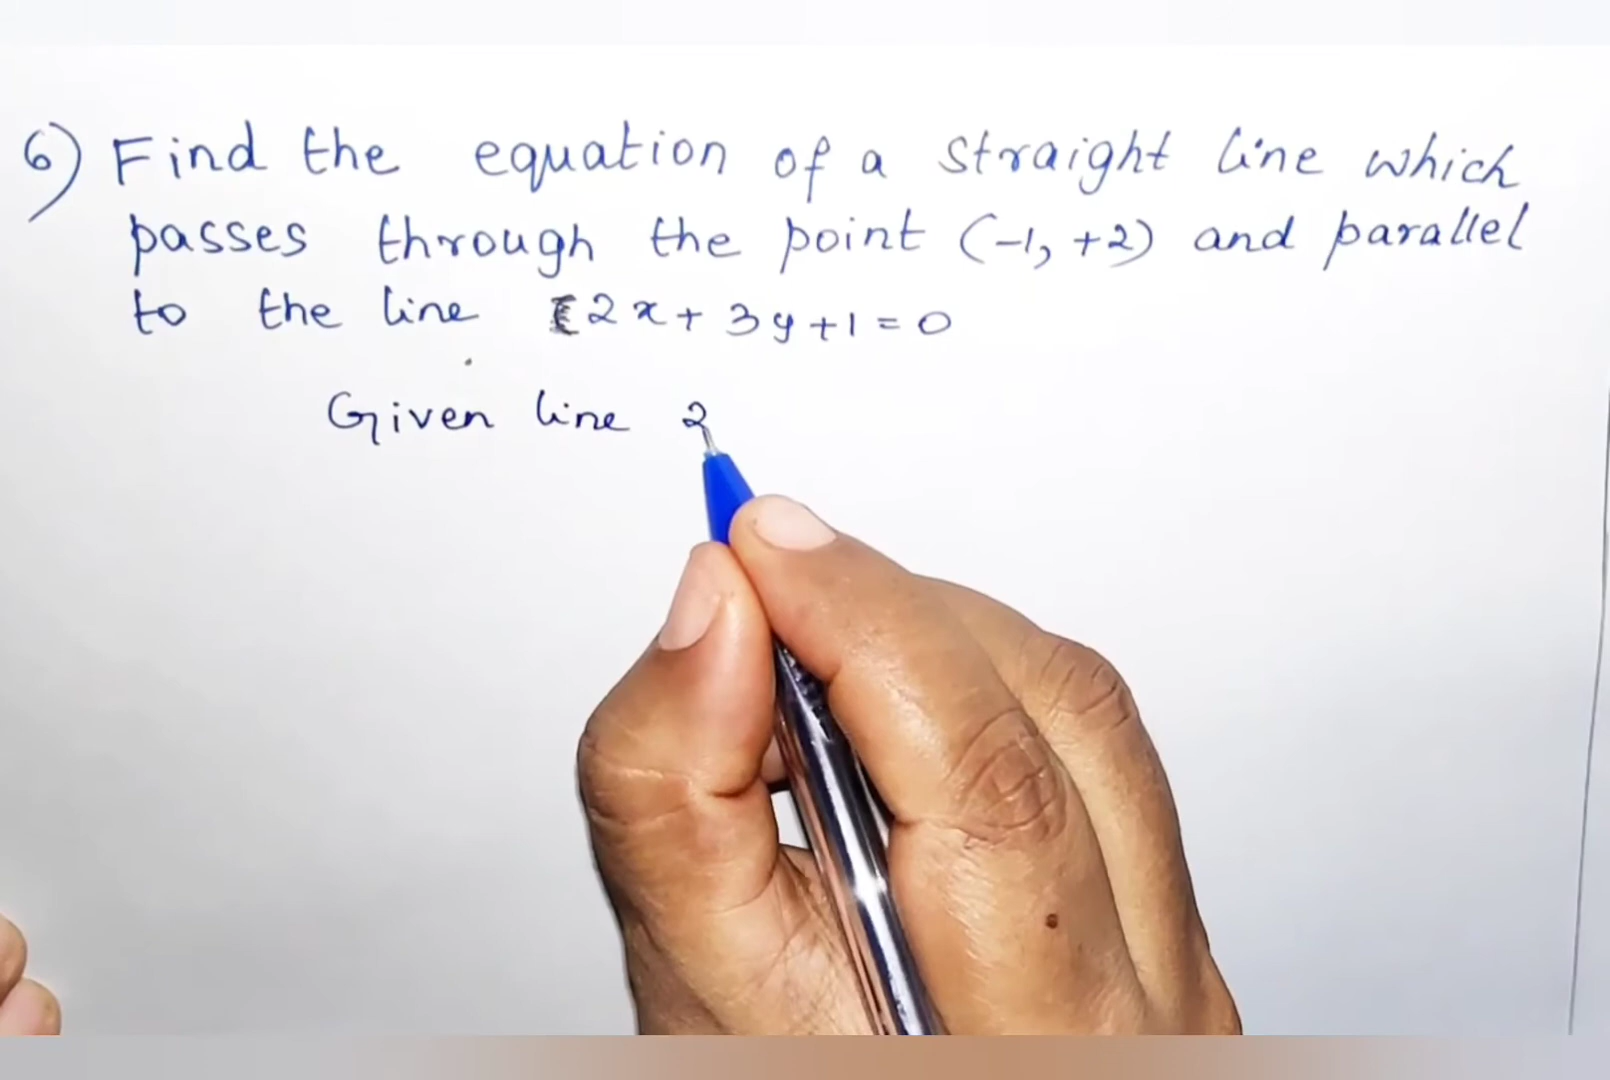 6) Find the equation of a straight line which
passes through the point (-1, +2) and parallel
to the line 2x + 3y + 1 = 0
Given line 2